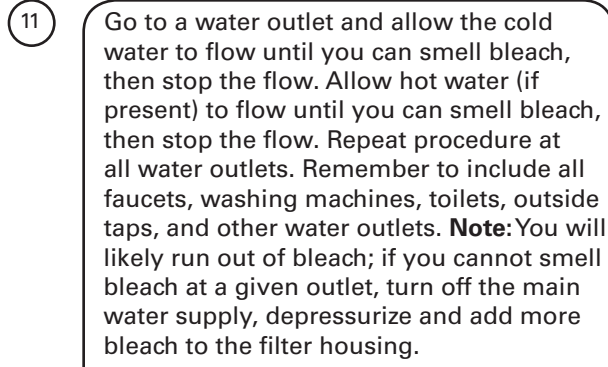 11
Go to a water outlet and allow the cold
water to flow until you can smell bleach,
then stop the flow. Allow hot water (if
present) to flow until you can smell bleach,
then stop the flow. Repeat procedure at
all water outlets. Remember to include all
faucets, washing machines, toilets, outside
taps, and other water outlets. Note: You will
likely run out of bleach; if you cannot smell
bleach at a given outlet, turn off the main
water supply, depressurize and add more
bleach to the filter housing.